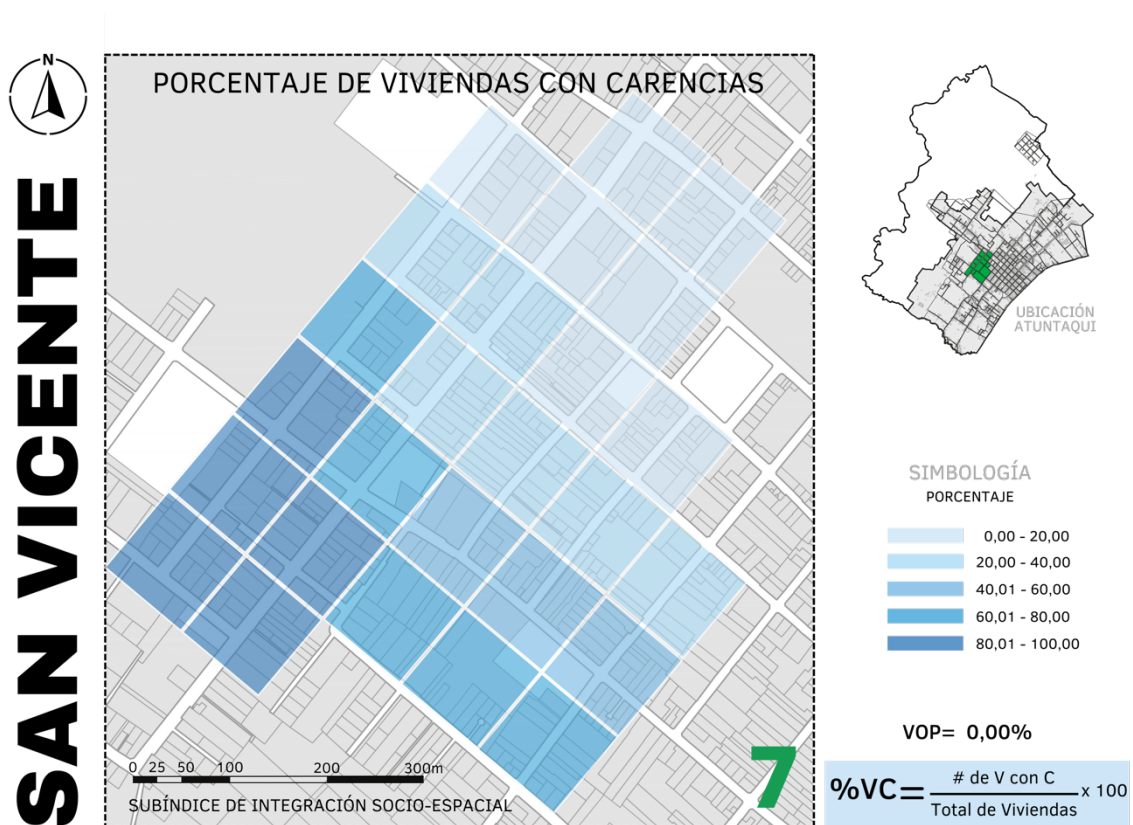 N
SAN VICENTE
PORCENTAJE DE VIVIENDAS CON CARENCIAS
0 25 50 100 200 300m
SUBÍNDICE DE INTEGRACIÓN SOCIO-ESPACIAL
7
UBICACIÓN
ATUNTAQUI
SIMBOLOGÍA
PORCENTAJE
0,00 - 20,00
20,00 - 40,00
40,01 - 60,00
60,01 - 80,00
80,01 - 100,00
VOP= 0,00%
%VC = # de V con C / Total de Viviendas x 100